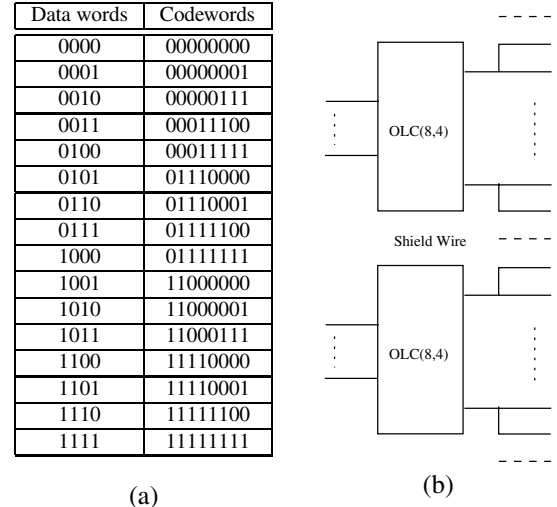 Data words Codewords
0000 00000000
0001 00000001
0010 00000111
0011 00011100
0100 00011111
0101 01110000
0110 01110001
0111 01111100
1000 01111111
1001 11000000
1010 11000001
1011 11000111
1100 11110000
1101 11110001
1110 11111100
1111 11111111
(a)
OLC(8,4)
Shield Wire
OLC(8,4)
(b)